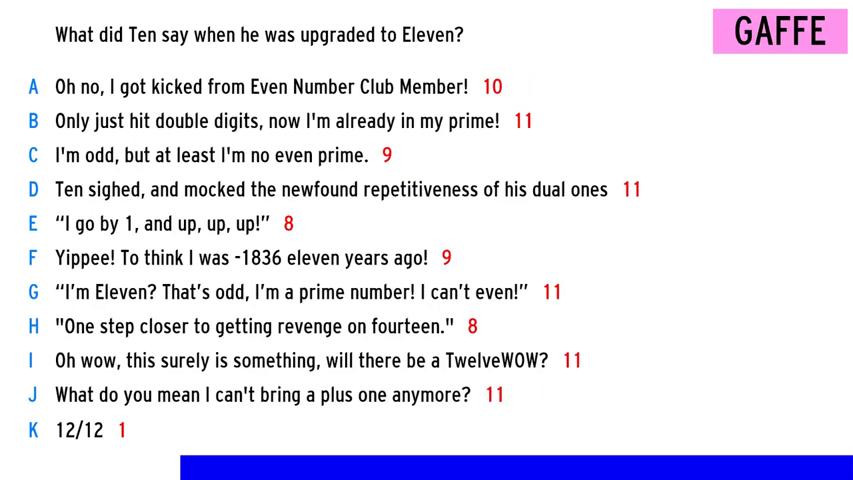 What did Ten say when he was upgraded to Eleven?
GAFFE
A Oh no, I got kicked from Even Number Club Member! 10
B Only just hit double digits, now I'm already in my prime! 11
C I'm odd, but at least I'm no even prime. 9
D Ten sighed, and mocked the newfound repetitiveness of his dual ones 11
E “I go by 1, and up, up, up!” 8
F Yippee! To think I was -1836 eleven years ago! 9
G “I’m Eleven? That’s odd, I’m a prime number! I can’t even!” 11
H "One step closer to getting revenge on fourteen." 8
I Oh wow, this surely is something, will there be a TwelveWOW? 11
J What do you mean I can't bring a plus one anymore? 11
K 12/12 1